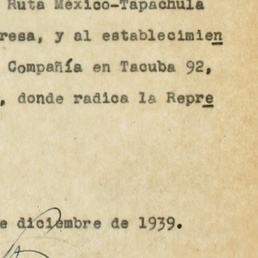 Ruta México-Tapachula
resa, y al establecimien
Compañía en Tacuba 92,
, donde radica la Repre
e diciembre de 1939.